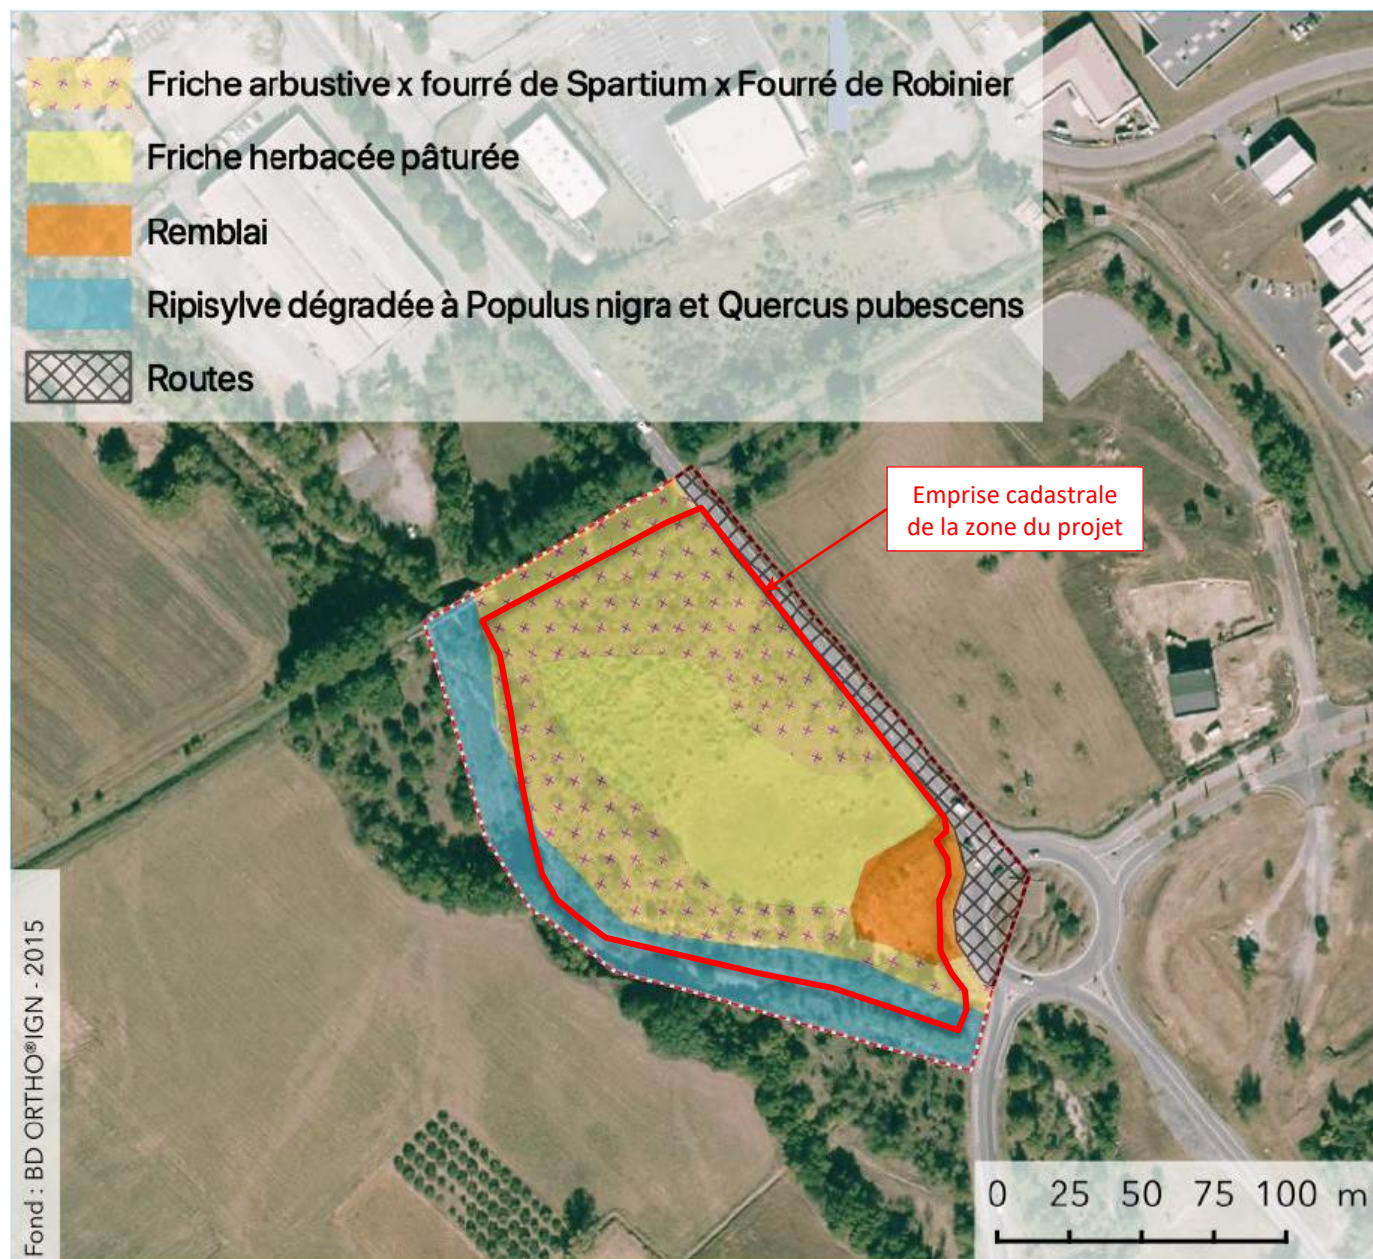 Friche arbustive x fourré de Spartium x Fourré de Robinier
Friche herbacée pâturée
Remblai
Ripisylve dégradée à Populus nigra et Quercus pubescens
Routes
Emprise cadastrale
de la zone du projet
Fond : BD ORTHO®IGN - 2015
0 25 50 75 100 m